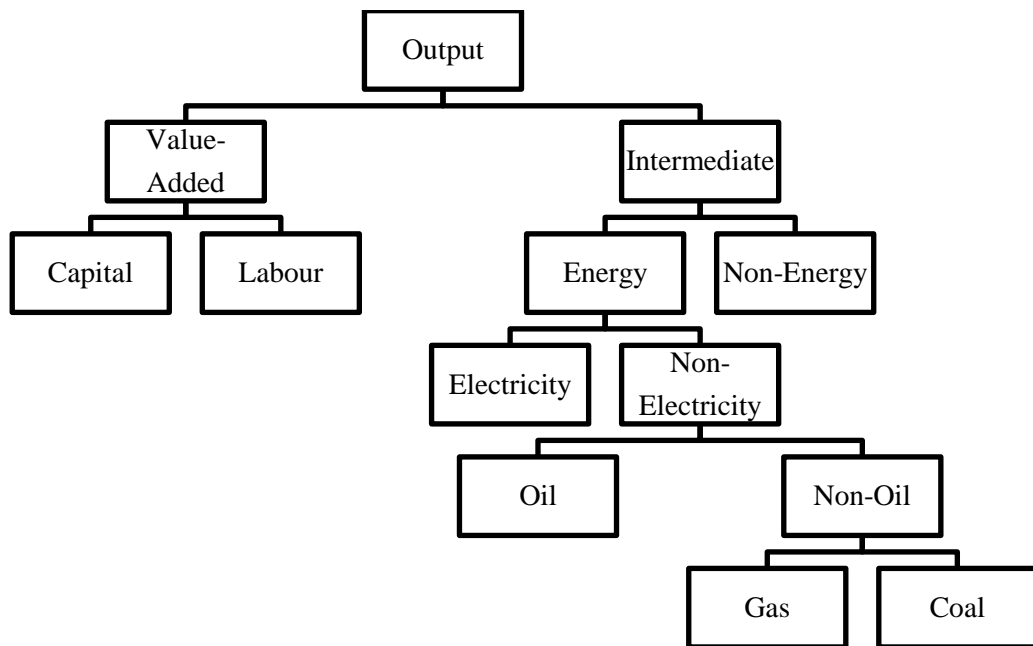 Output
Value-
Added
Intermediate
Capital
Labour
Energy
Non-Energy
Electricity
Non-
Electricity
Oil
Non-Oil
Gas
Coal